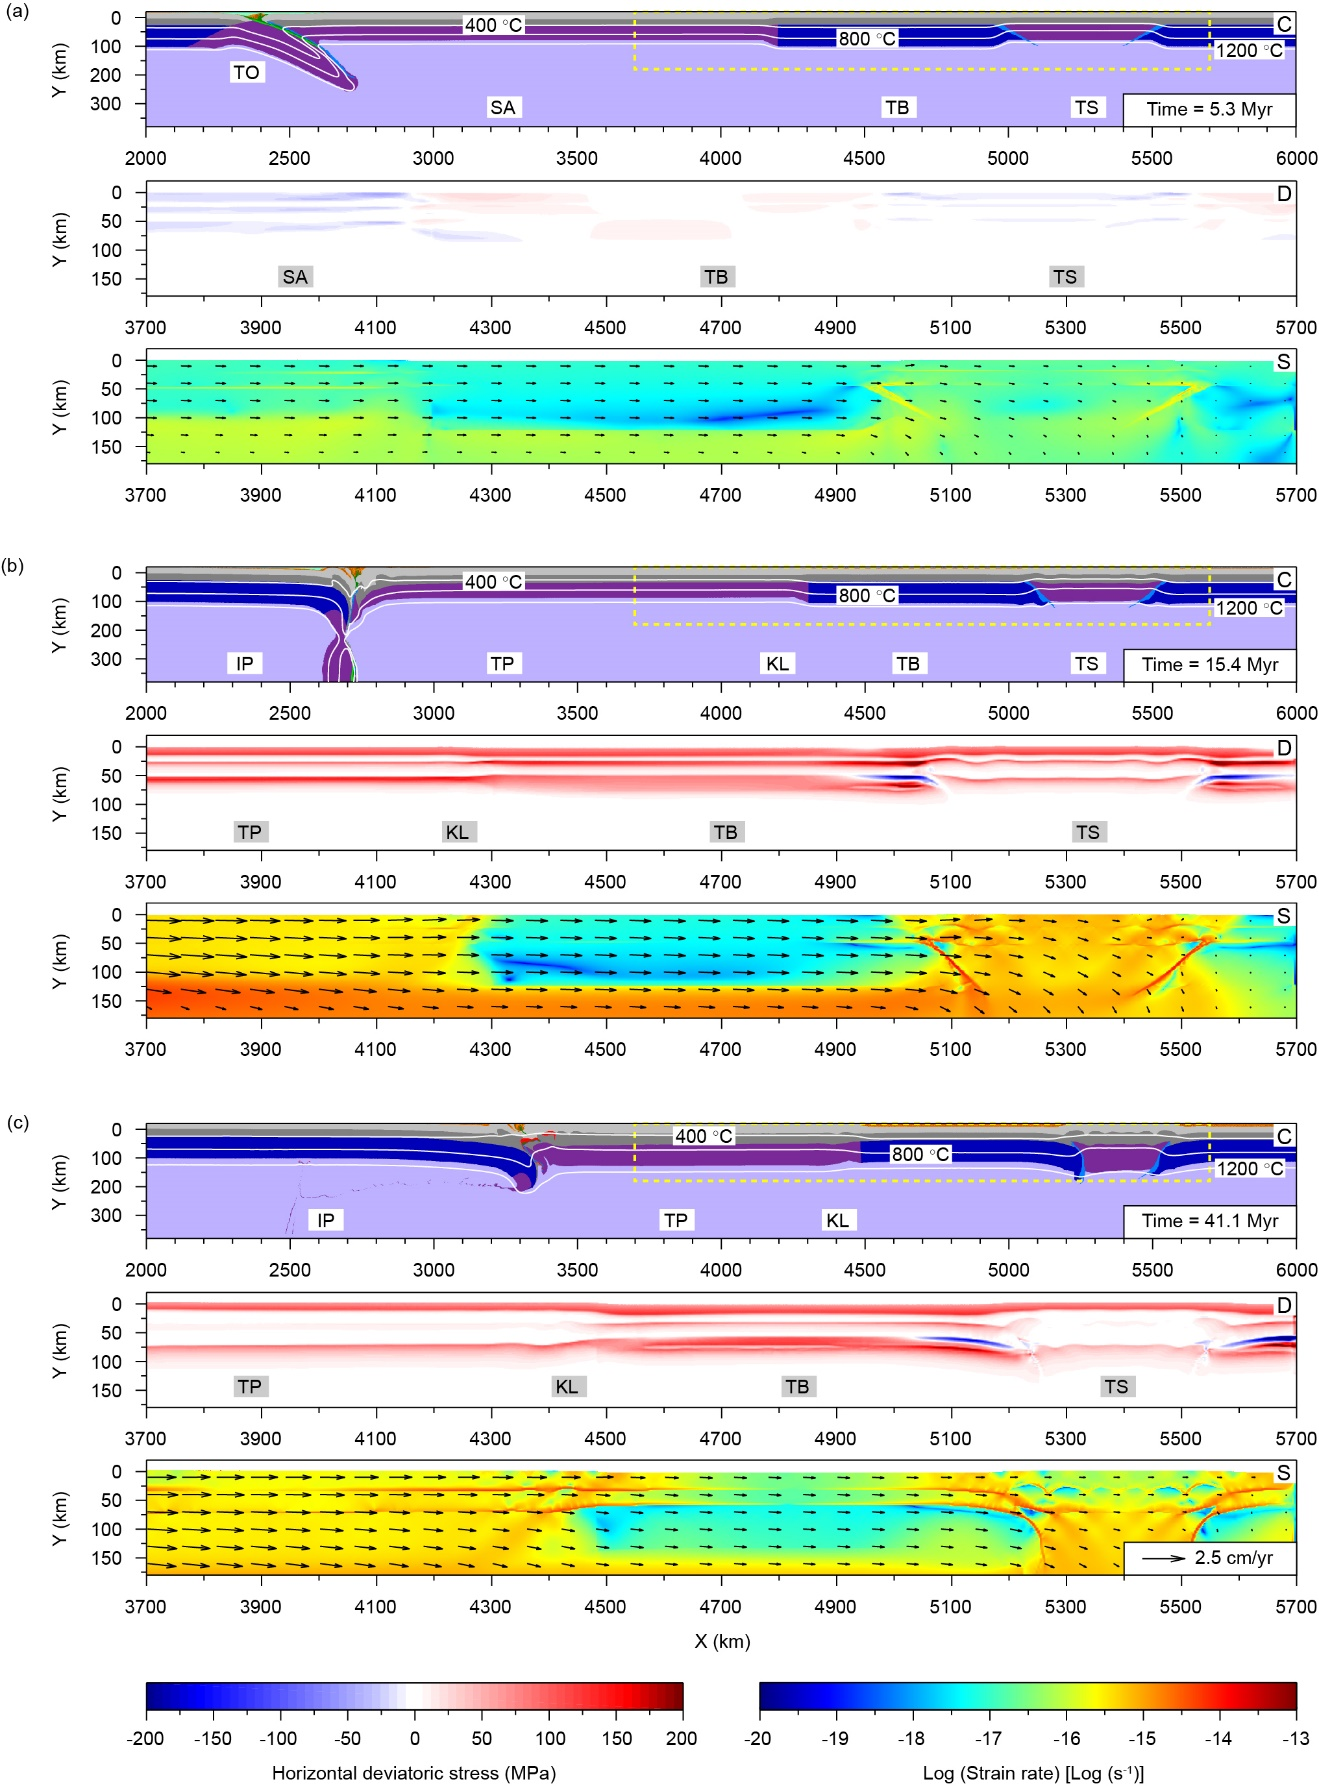 (a)
0
100
200
300
Y (km)
400 °C
800 °C
1200 °C
C
TO
SA
TB
TS
Time = 5.3 Myr
2000 2500 3000 3500 4000 4500 5000 5500 6000
0
50
100
150
Y (km)
D
SA
TB
TS
3700 3900 4100 4300 4500 4700 4900 5100 5300 5500 5700
0
50
100
150
Y (km)
S
3700 3900 4100 4300 4500 4700 4900 5100 5300 5500 5700
(b)
0
100
200
300
Y (km)
400 °C
800 °C
1200 °C
C
IP
TP
KL
TB
TS
Time = 15.4 Myr
2000 2500 3000 3500 4000 4500 5000 5500 6000
0
50
100
150
Y (km)
D
TP
KL
TB
TS
3700 3900 4100 4300 4500 4700 4900 5100 5300 5500 5700
0
50
100
150
Y (km)
S
3700 3900 4100 4300 4500 4700 4900 5100 5300 5500 5700
(c)
0
100
200
300
Y (km)
400 °C
800 °C
1200 °C
C
IP
TP
KL
Time = 41.1 Myr
2000 2500 3000 3500 4000 4500 5000 5500 6000
0
50
100
150
Y (km)
D
TP
KL
TB
TS
3700 3900 4100 4300 4500 4700 4900 5100 5300 5500 5700
0
50
100
150
Y (km)
S
2.5 cm/yr
3700 3900 4100 4300 4500 4700 4900 5100 5300 5500 5700
X (km)
-200 -150 -100 -50 0 50 100 150 200
Horizontal deviatoric stress (MPa)
-20 -19 -18 -17 -16 -15 -14 -13
Log (Strain rate) [Log (s⁻¹)]